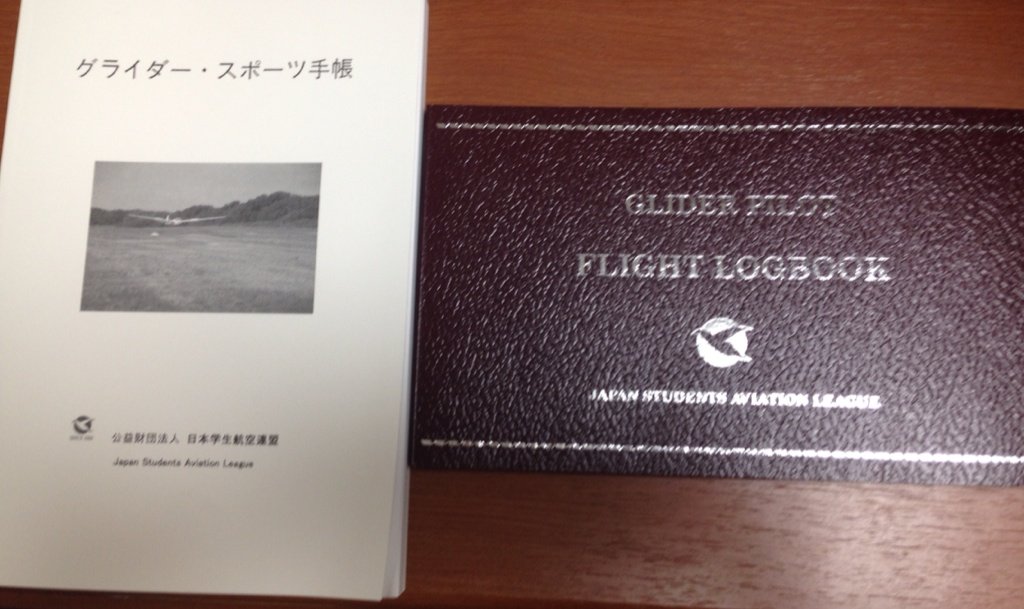 グライダー・スポーツ手帳
公益財団法人 日本学生航空連盟
Japan Students Aviation League
GLIDER PILOT
FLIGHT LOGBOOK
JAPAN STUDENTS AVIATION LEAGUE